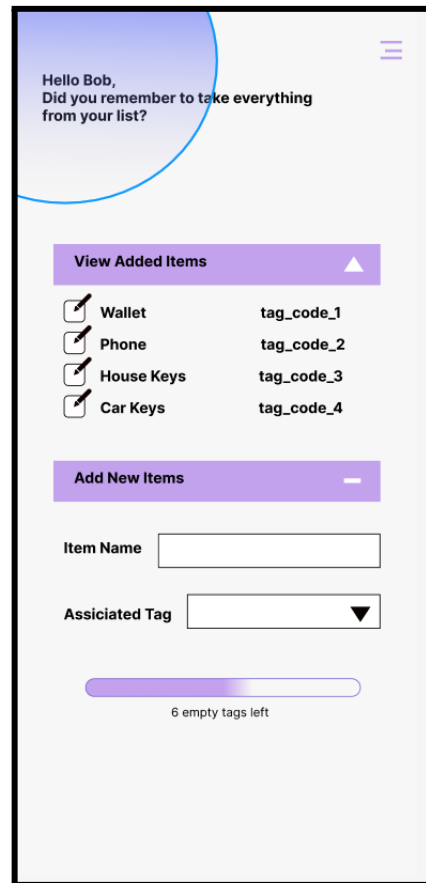 Hello Bob,
Did you remember to take everything
from your list?
View Added Items
Wallet tag_code_1
Phone tag_code_2
House Keys tag_code_3
Car Keys tag_code_4
Add New Items
Item Name
Assiciated Tag
6 empty tags left